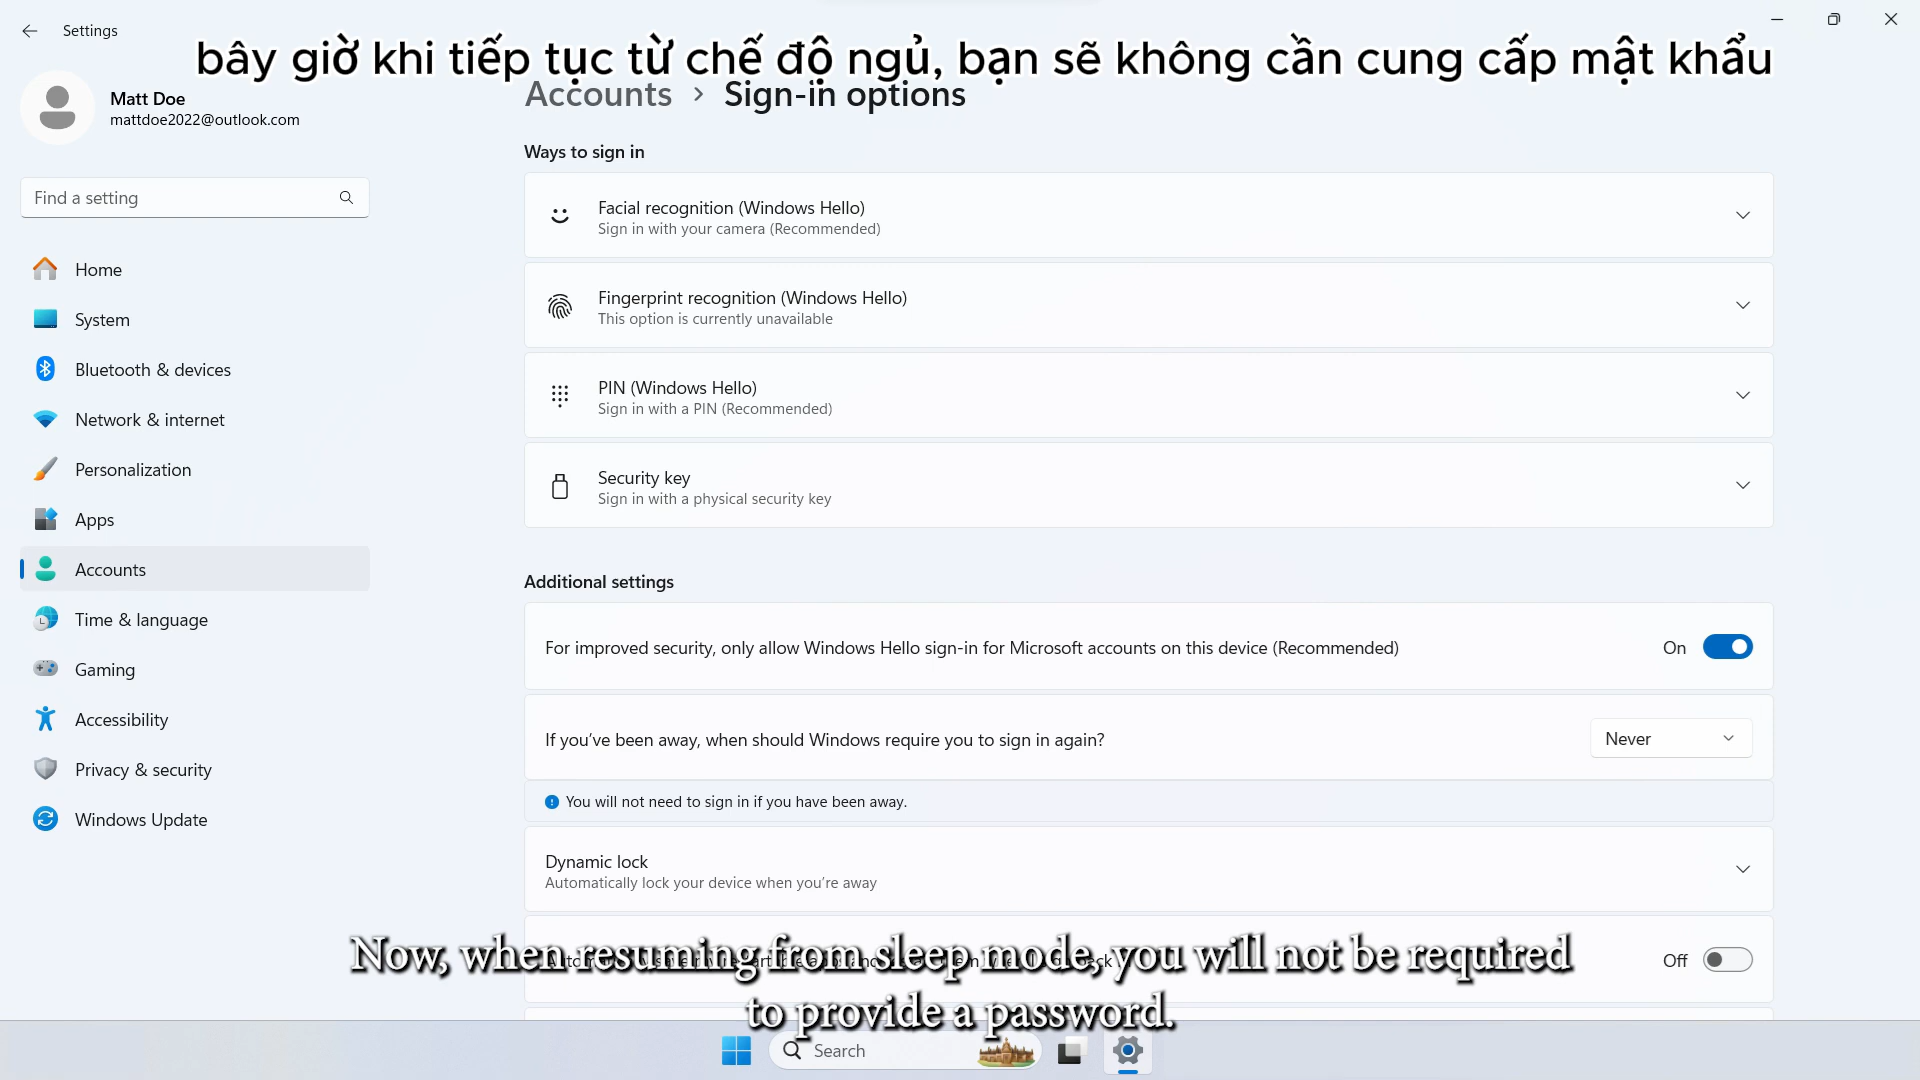 Settings
bây giờ khi tiếp tục từ chế độ ngủ, bạn sẽ không cần cung cấp mật khẩu
Matt Doe
mattdoe2022@outlook.com
Find a setting
Home
System
Bluetooth & devices
Network & internet
Personalization
Apps
Accounts
Time & language
Gaming
Accessibility
Privacy & security
Windows Update
Accounts > Sign-in options
Ways to sign in
Facial recognition (Windows Hello)
Sign in with your camera (Recommended)
Fingerprint recognition (Windows Hello)
This option is currently unavailable
PIN (Windows Hello)
Sign in with a PIN (Recommended)
Security key
Sign in with a physical security key
Additional settings
For improved security, only allow Windows Hello sign-in for Microsoft accounts on this device (Recommended)
On
If you've been away, when should Windows require you to sign in again?
Never
You will not need to sign in if you have been away.
Dynamic lock
Automatically lock your device when you're away
Off
Now, when resuming from sleep mode, you will not be required
to provide a password.
Search